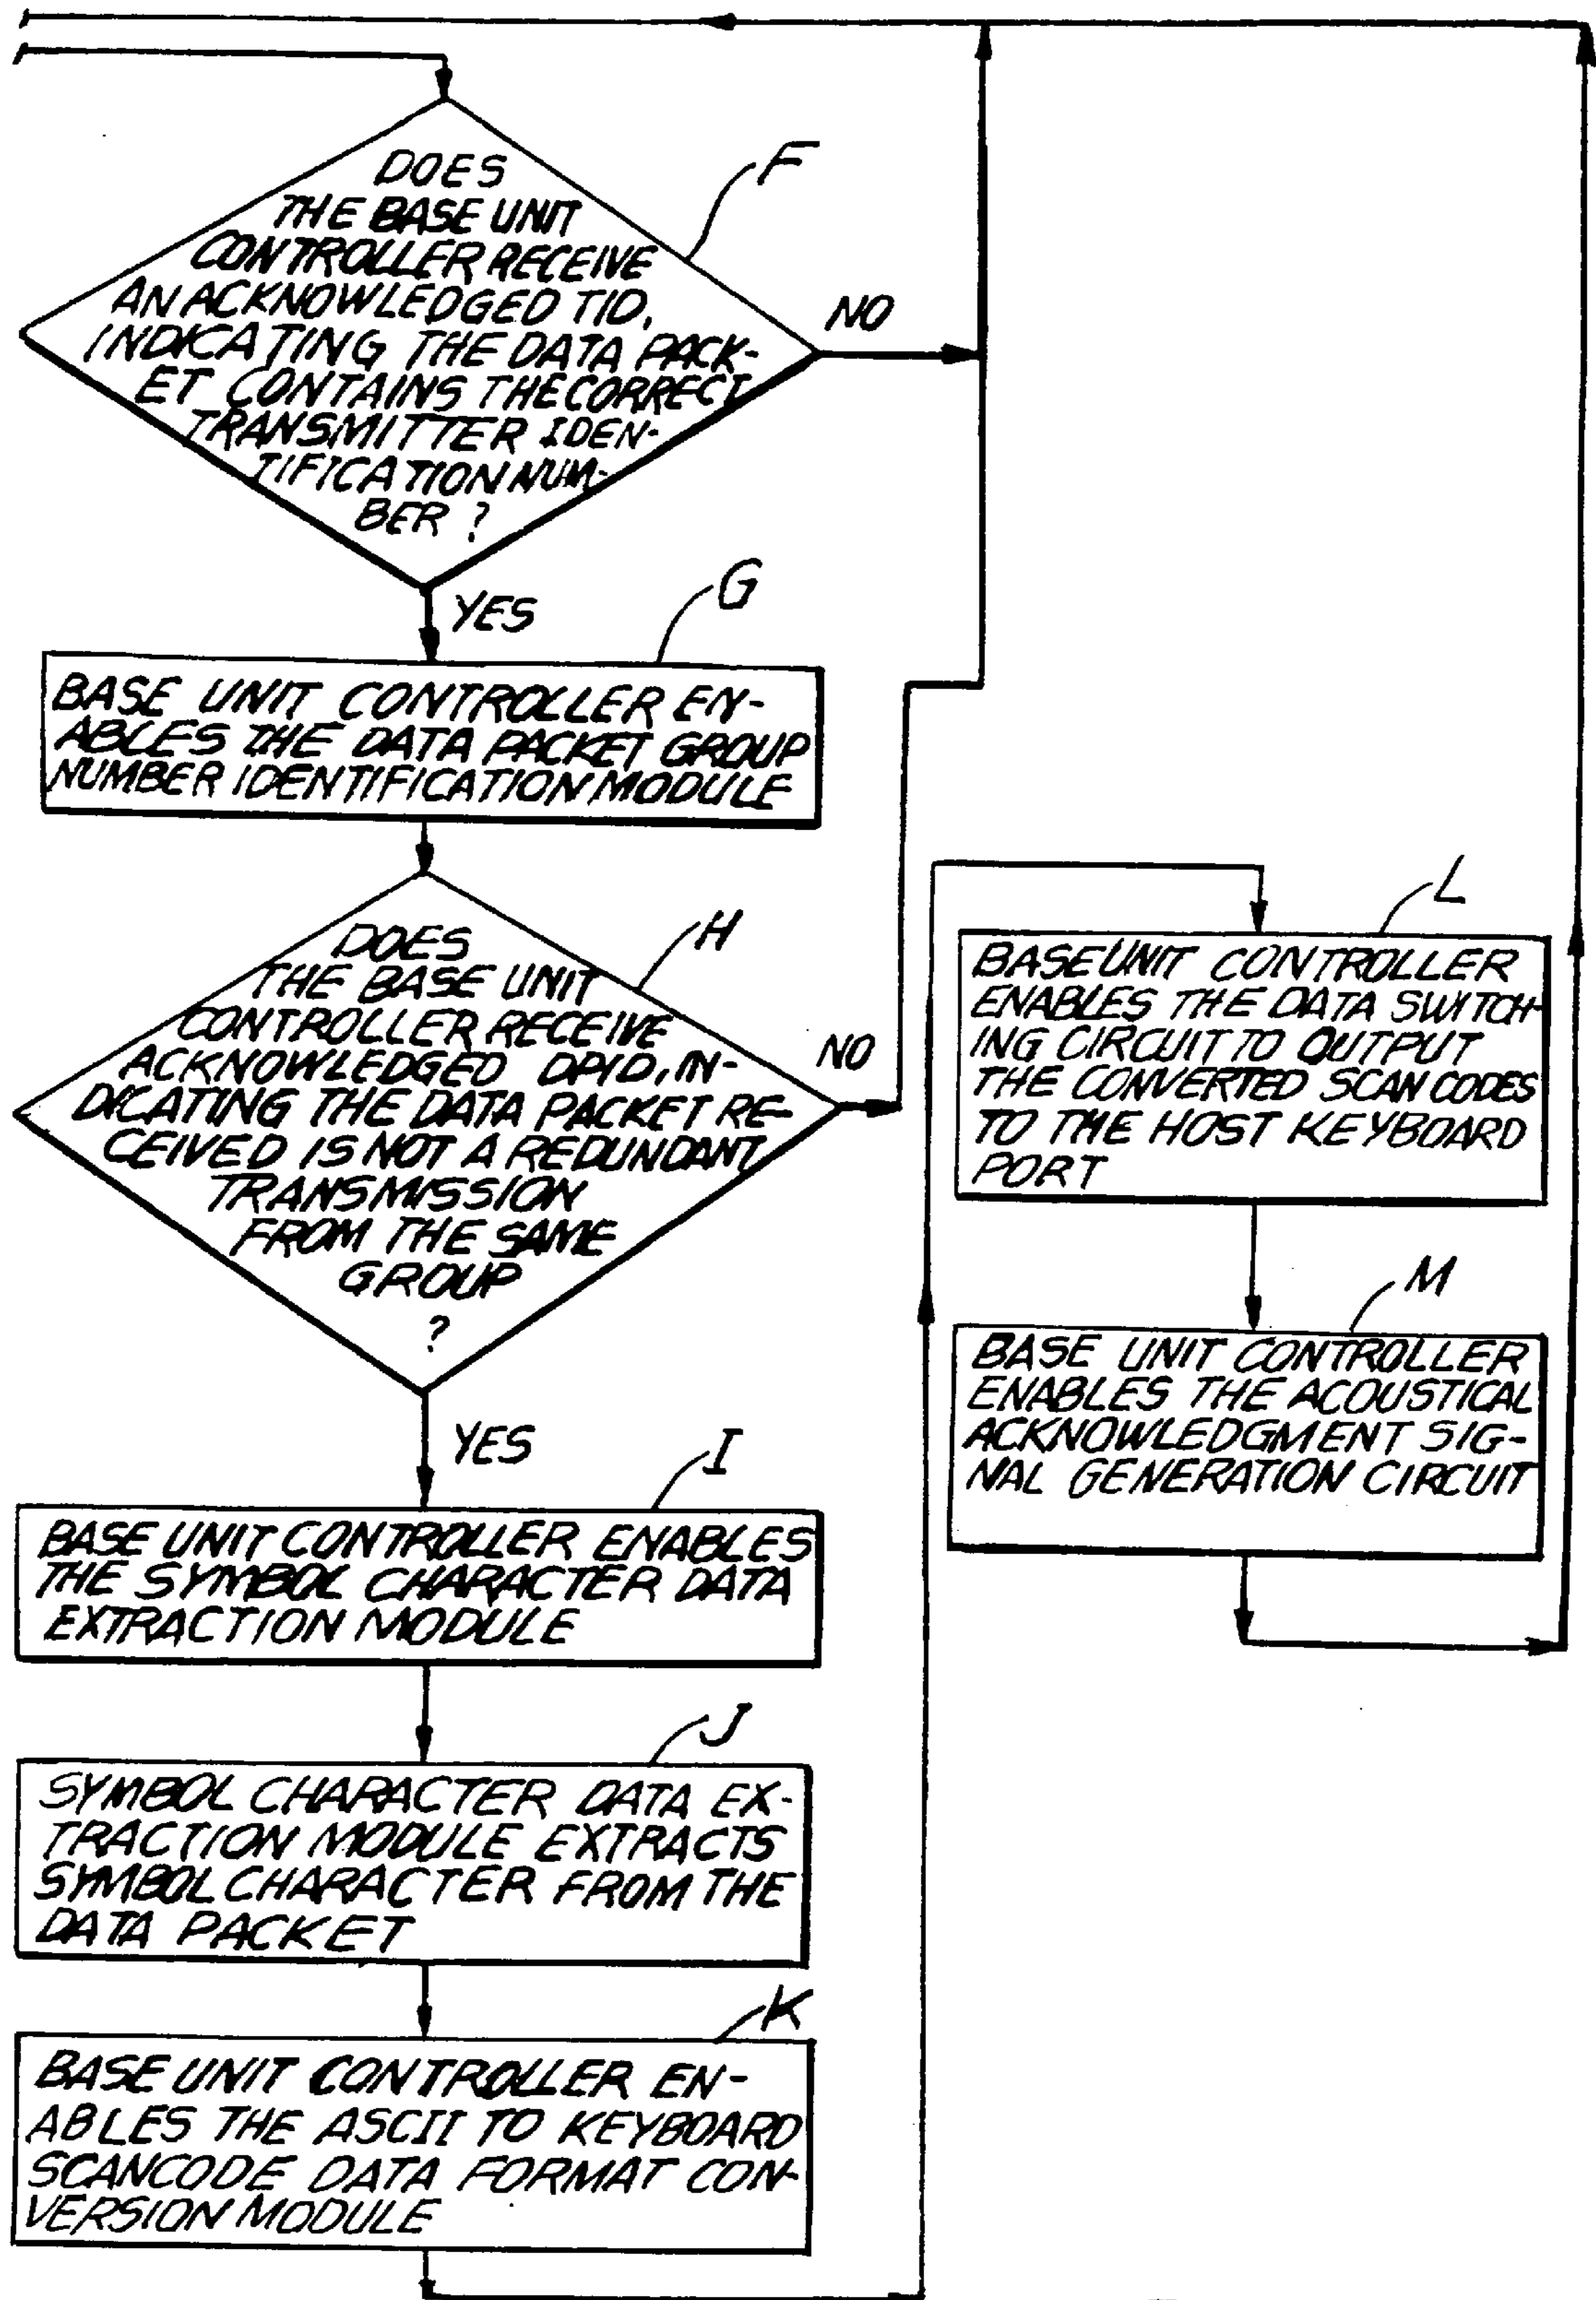 F
DOES
THE BASE UNIT
CONTROLLER RECEIVE
AN ACKNOWLEDGED TID,
INDICATING THE DATA PACK-
ET CONTAINS THE CORRECT
TRANSMITTER IDEN-
TIFICATION NUM-
BER ?
NO
YES
G
BASE UNIT CONTROLLER EN-
ABLES THE DATA PACKET GROUP
NUMBER IDENTIFICATION MODULE
H
DOES
THE BASE UNIT
CONTROLLER RECEIVE
ACKNOWLEDGED DPID, IN-
DICATING THE DATA PACKET RE-
CEIVED IS NOT A REDUNDANT
TRANSMISSION
FROM THE SAME
GROUP
?
NO
YES
I
BASE UNIT CONTROLLER ENABLES
THE SYMBOL CHARACTER DATA
EXTRACTION MODULE
J
SYMBOL CHARACTER DATA EX-
TRACTION MODULE EXTRACTS
SYMBOL CHARACTER FROM THE
DATA PACKET
K
BASE UNIT CONTROLLER EN-
ABLES THE ASCII TO KEYBOARD
SCANCODE DATA FORMAT CON-
VERSION MODULE
L
BASE UNIT CONTROLLER
ENABLES THE DATA SWITCH-
ING CIRCUIT TO OUTPUT
THE CONVERTED SCAN CODES
TO THE HOST KEYBOARD
PORT
M
BASE UNIT CONTROLLER
ENABLES THE ACOUSTICAL
ACKNOWLEDGMENT SIG-
NAL GENERATION CIRCUIT